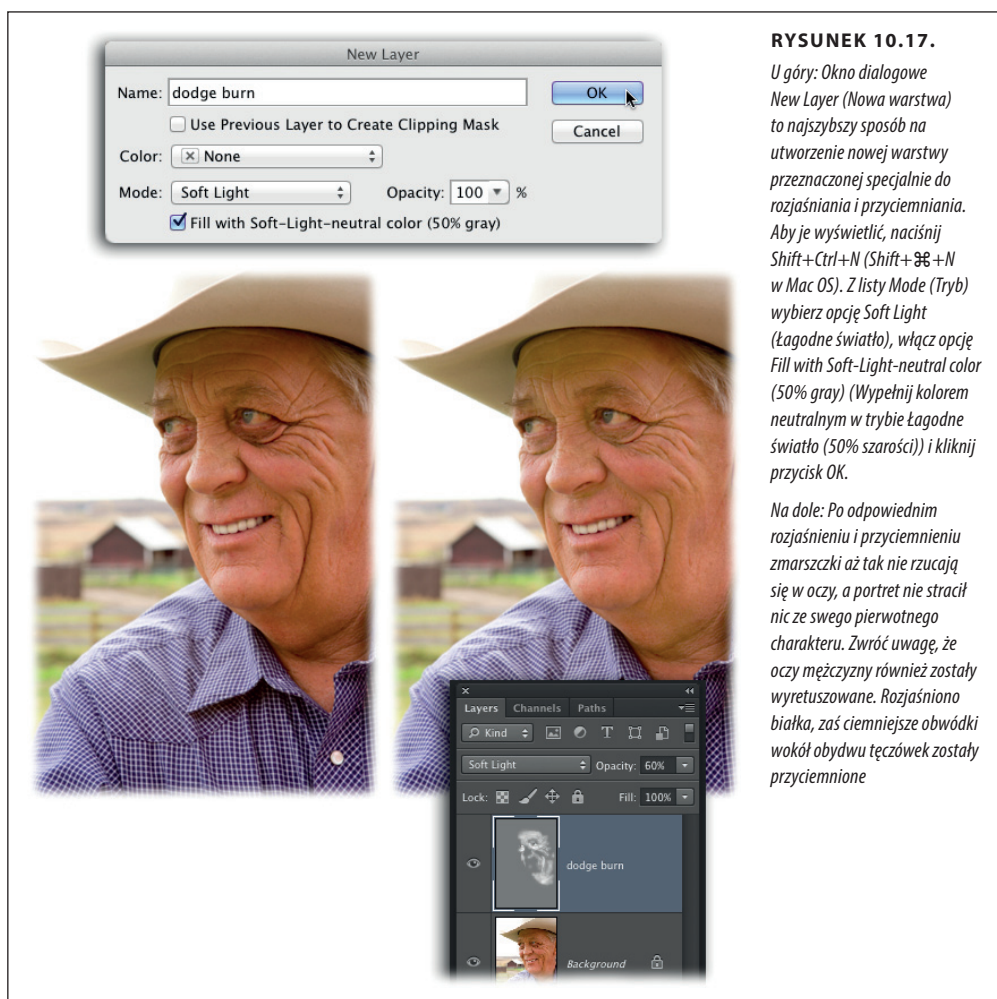 New Layer
Name: dodge burn
OK
Use Previous Layer to Create Clipping Mask
Cancel
Color: None
Mode: Soft Light Opacity: 100 %
Fill with Soft-Light-neutral color (50% gray)
RYSUNEK 10.17.
U góry: Okno dialogowe
New Layer (Nowa warstwa)
to najszybszy sposób na
utworzenie nowej warstwy
przeznaczonej specjalnie do
rozjaśniania i przyciemniania.
Aby je wyświetlić, naciśnij
Shift+Ctrl+N (Shift+⌘+N
w Mac OS). Z listy Mode (Tryb)
wybierz opcję Soft Light
(Łagodne światło), włącz opcję
Fill with Soft-Light-neutral color
(50% gray) (Wypełnij kolorem
neutralnym w trybie Łagodne
światło (50% szarości)) i kliknij
przycisk OK.
Na dole: Po odpowiednim
rozjaśnieniu i przyciemnieniu
zmarszczki aż tak nie rzucają
się w oczy, a portret nie stracił
nic ze swego pierwotnego
charakteru. Zwróć uwagę, że
oczy mężczyzny również zostały
wyretuszowane. Rozjaśniono
białka, zaś ciemniejsze obwódki
wokół obydwu tęczówek zostały
przyciemnione
Layers Channels Paths
Kind
Soft Light Opacity: 60%
Lock: Fill: 100%
dodge burn
Background